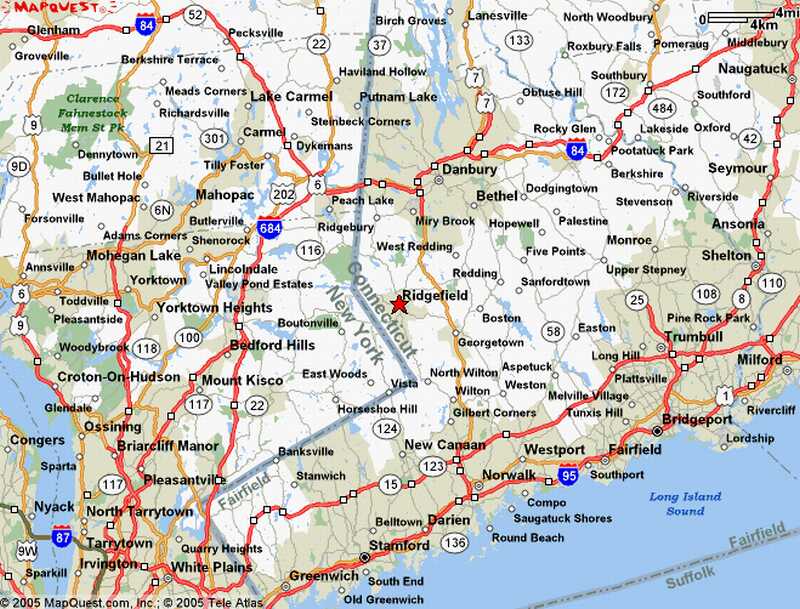 MAPQUEST
84
Glenham
Groveville
52
Pecksville
Berkshire Terrace
22
37
Birch Groves
Lanesville
133
North Woodbury
Roxbury Falls
Pomeraug
Middlebury
0
4mi
4km
Naugatuck
Haviland Hollow
Southbury
172
Southford
7
7
Obtuse Hill
484
Meads Corners
Richardsville
Lake Carmel
Putnam Lake
Clarence
Fahnestock
Mem St Pk
Steinbeck Corners
Rocky Glen
Lakeside
Oxford
42
9
301
Carmel
Dykemans
21
Dennytown
84
Pootatuck Park
9D
Tilly Foster
Danbury
Berkshire
Seymour
Bullet Hole
6
202
Dodgingtown
West Mahopac
Mahopac
Peach Lake
Bethel
Stevenson
Riverside
6N
Forsonville
Butlerville
684
Ridgebury
Miry Brook
Hopewell
Palestine
Ansonia
Adams Corners
Shenorock
116
West Redding
Five Points
Monroe
Mohegan Lake
Shelton
Annsville
Lincolndale
Redding
Upper Stepney
Yorktown
Valley Pond Estates
Sanfordtown
110
6
Toddville
Connecticut
New York
Ridgefield
25
108
8
Yorktown Heights
9
Pleasantside
Boutonville
Boston
58
Easton
Pine Rock Park
100
Trumbull
Woodybrook
118
Bedford Hills
Georgetown
Long Hill
Milford
Croton-On-Hudson
Mount Kisco
East Woods
North Wilton
Aspetuck
Plattsville
Vista
Wilton
Weston
1
Glendale
117
22
Horseshoe Hill
Melville Village
Rivercliff
Ossining
Gilbert Corners
Tunxis Hill
Bridgeport
124
Congers
Briarcliff Manor
New Canaan
Lordship
Banksville
Westport
Fairfield
Sparta
123
Stanwich
95
Southport
117
Pleasantville
Fairfield
15
Norwalk
Long Island
Sound
Nyack
North Tarrytown
Compo
Saugatuck Shores
87
Belltown
Darien
Tarrytown
Quarry Heights
136
Round Beach
Fairfield
9W
Stamford
Irvington
White Plains
Suffolk
Sparkill
Greenwich
South End
Old Greenwich
© 2005 MapQuest.com, Inc.; © 2005 Tele Atlas